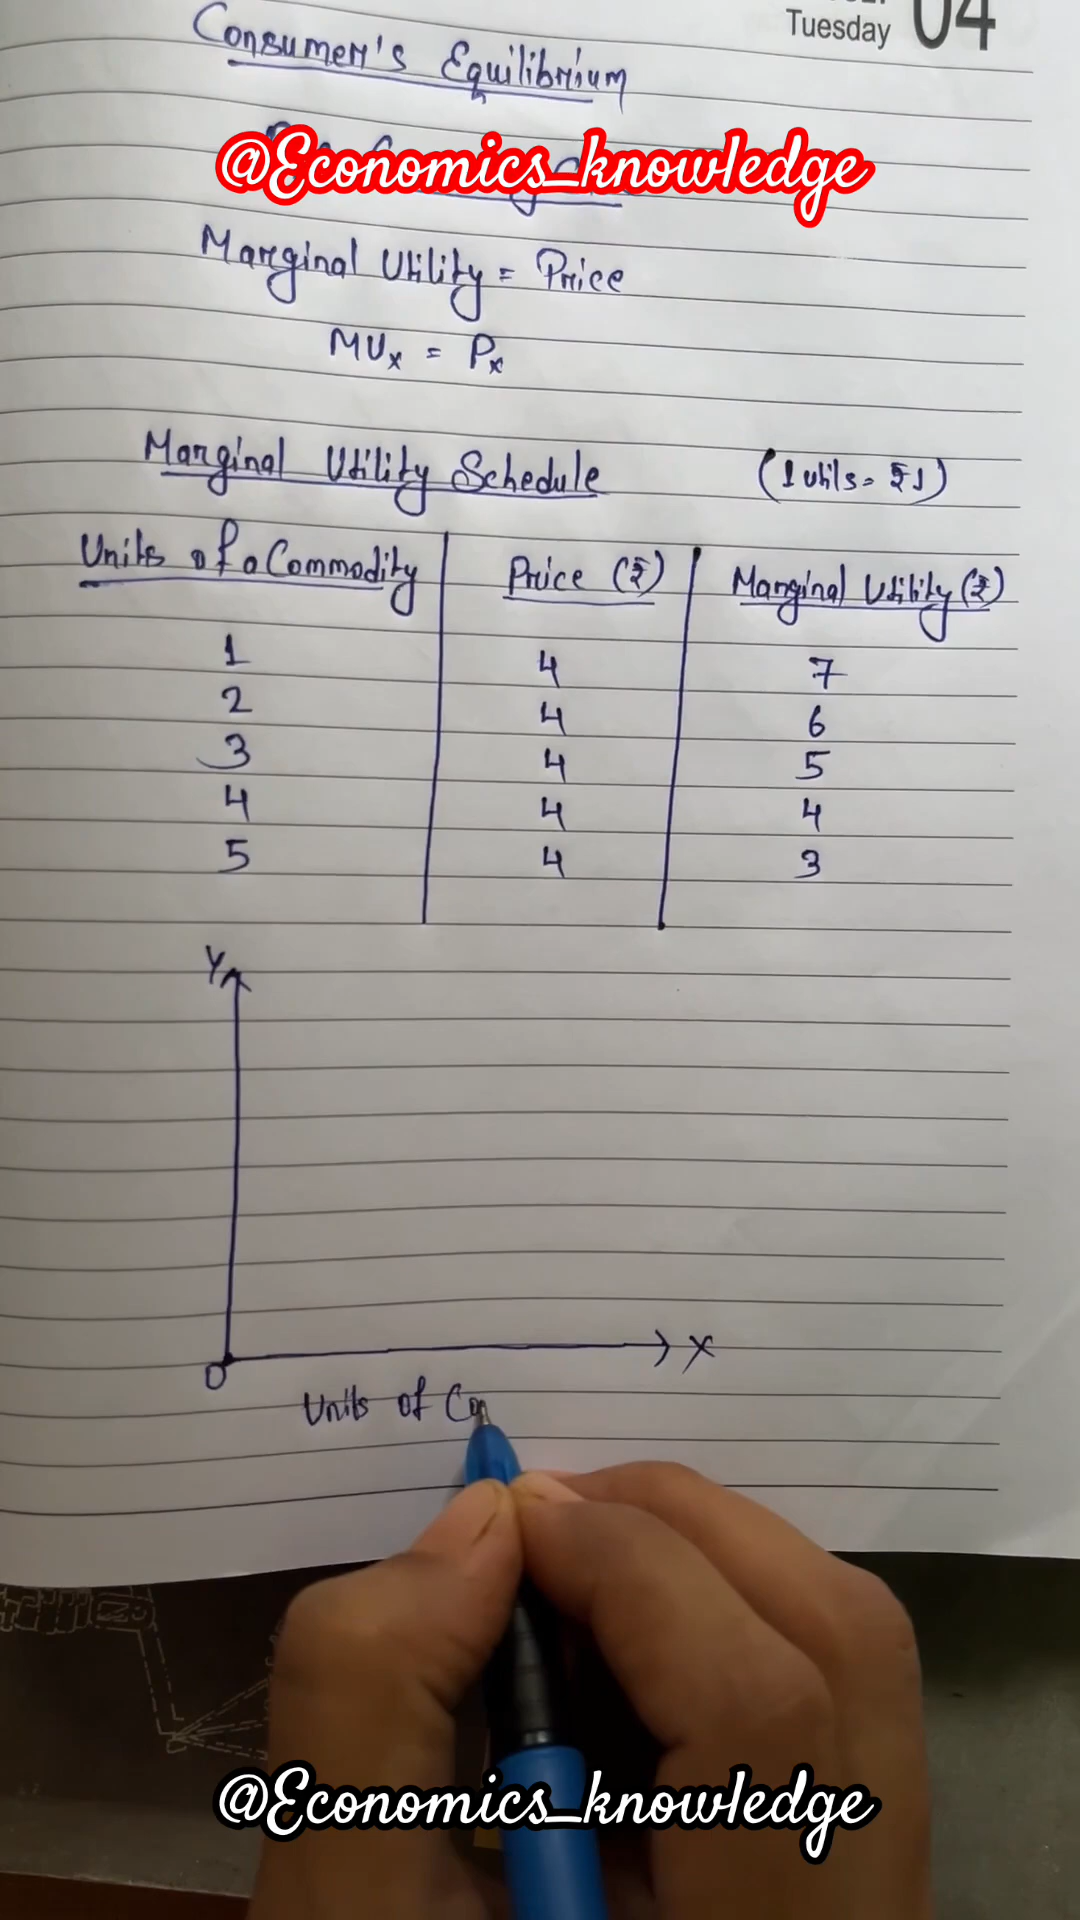 Tuesday 04
Consumer's Equilibrium
@Economics_knowledge
Marginal Utility = Price
MUx = Px
Marginal Utility Schedule (1 utils = ₹1)
Units of a Commodity Price (₹) Marginal Utility (₹)
1 4 7
2 4 6
3 4 5
4 4 4
5 4 3
Y
O X
Units of Co
@Economics_knowledge